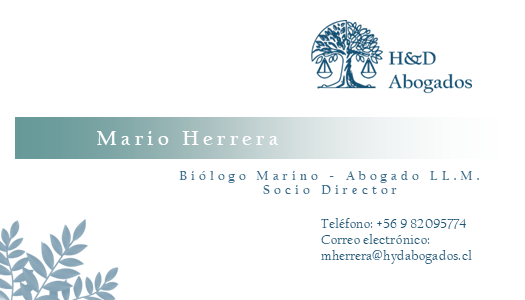 H&D
Abogados
Mario Herrera
Biólogo Marino - Abogado LL.M.
Socio Director
Teléfono: +56 9 82095774
Correo electrónico:
mherrera@hydabogados.cl